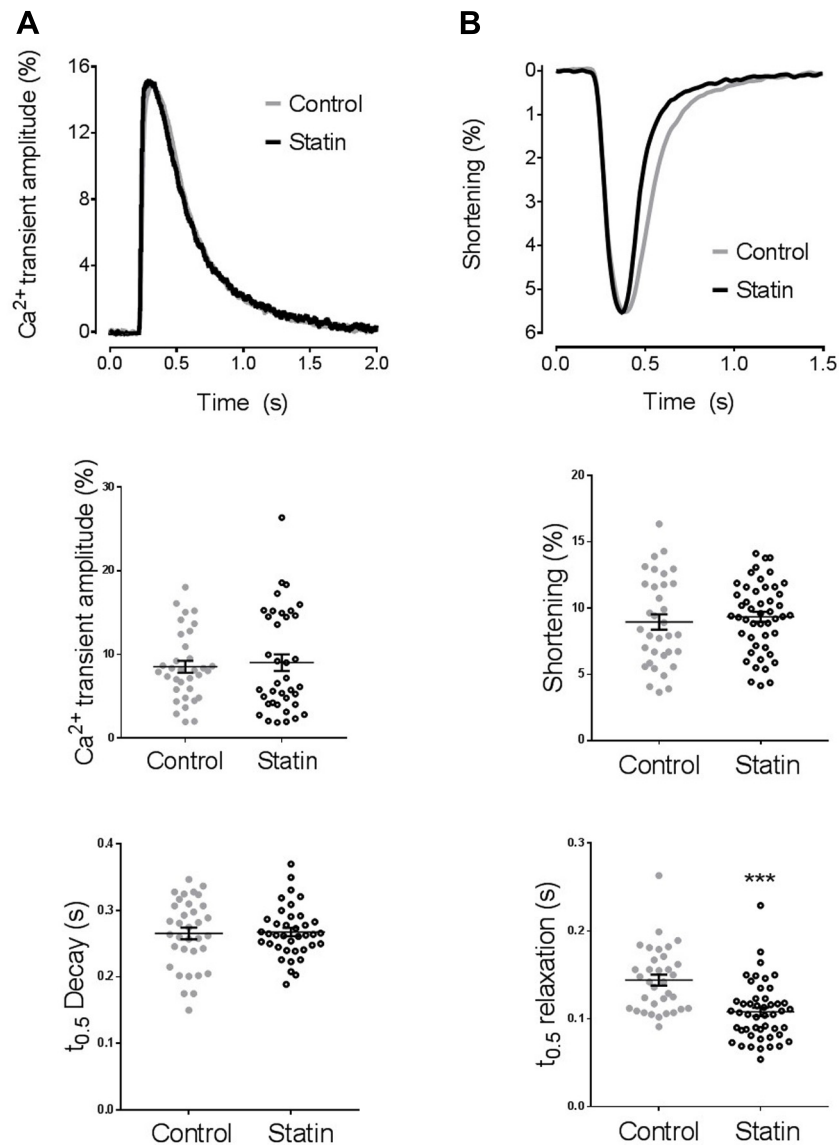 A
Ca2+ transient amplitude (%)
16
12
8
4
0
Control
Statin
0.0 0.5 1.0 1.5 2.0
Time (s)
B
Shortening (%)
0
1
2
3
4
5
6
Control
Statin
0.0 0.5 1.0 1.5
Time (s)
Ca2+ transient amplitude (%)
30
20
10
0
Control Statin
Shortening (%)
20
15
10
5
0
Control Statin
t0.5 Decay (s)
0.4
0.3
0.2
0.1
0.0
Control Statin
t0.5 relaxation (s)
0.3
0.2
0.1
0.0
***
Control Statin